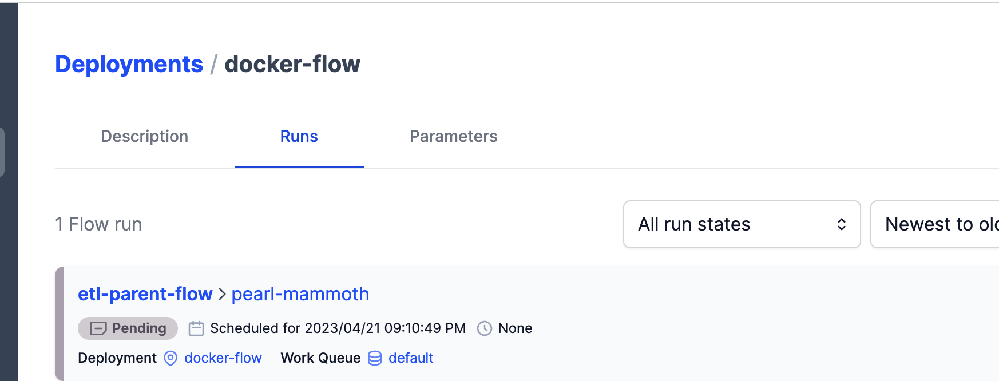 Deployments / docker-flow
Description Runs Parameters
1 Flow run All run states Newest to
etl-parent-flow > pearl-mammoth
Pending Scheduled for 2023/04/21 09:10:49 PM None
Deployment docker-flow Work Queue default